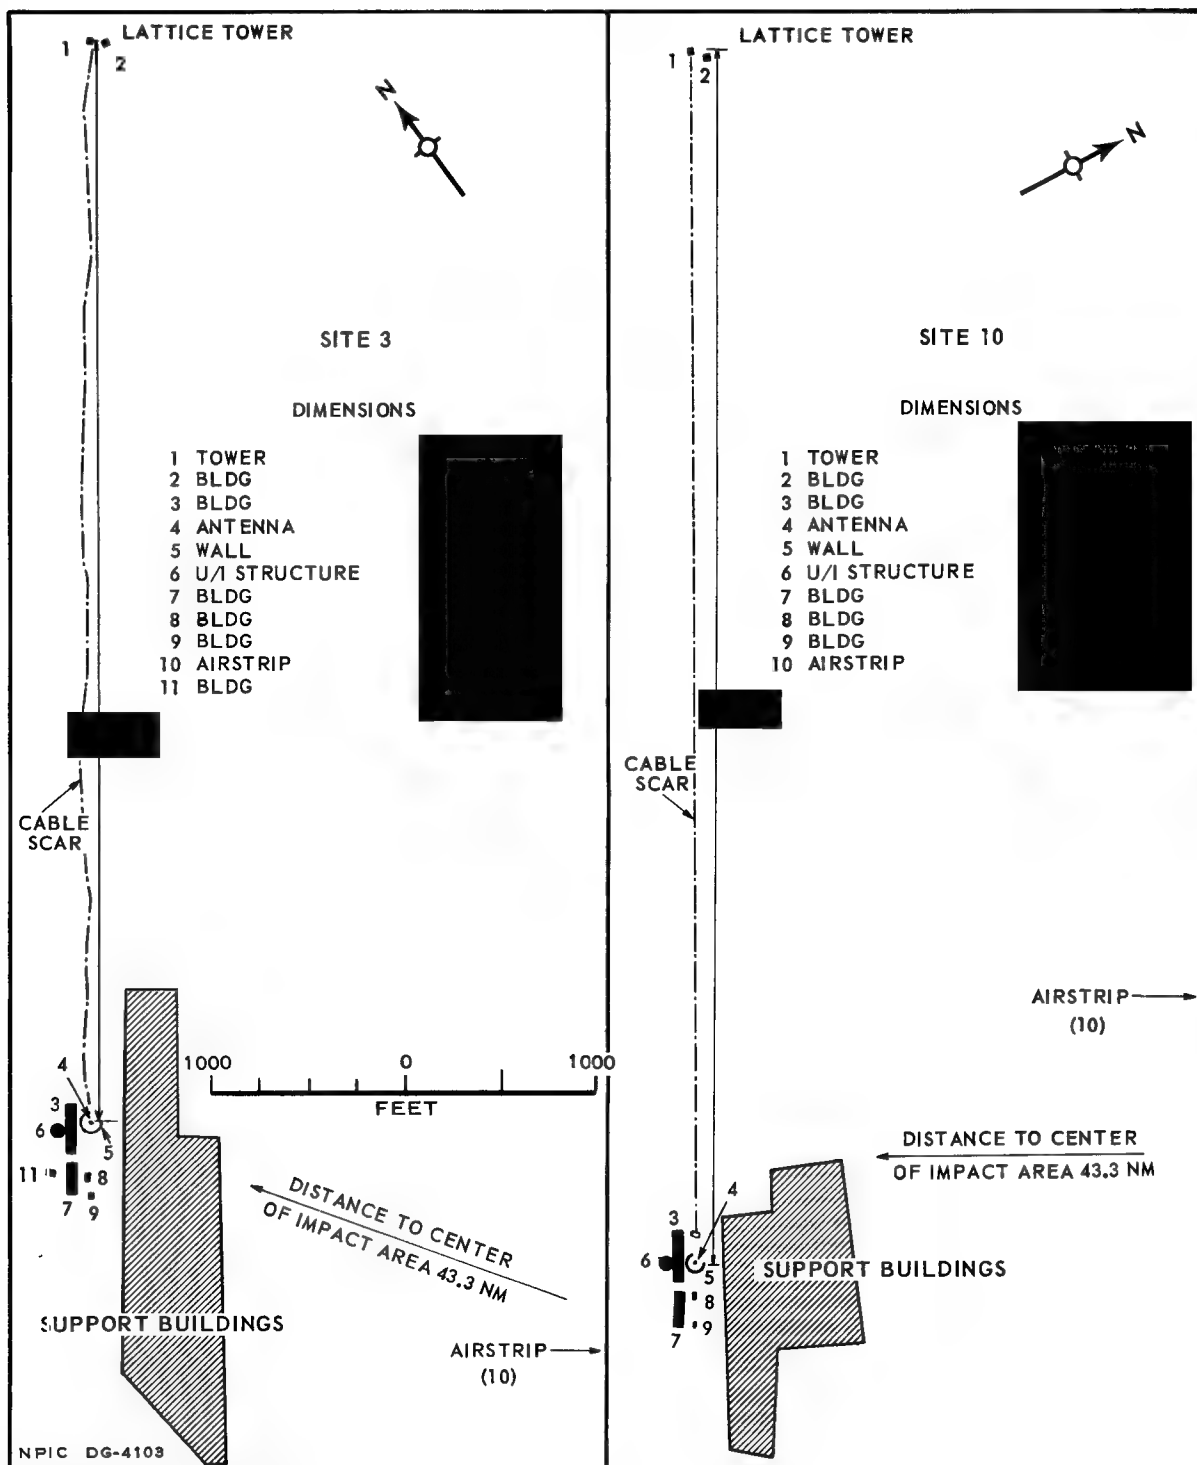 LATTICE TOWER
1
2
N
SITE 3
DIMENSIONS
1 TOWER
2 BLDG
3 BLDG
4 ANTENNA
5 WALL
6 U/I STRUCTURE
7 BLDG
8 BLDG
9 BLDG
10 AIRSTRIP
11 BLDG
CABLE
SCAR
1000 0 1000
FEET
4
3
6
5
11
8
7
9
DISTANCE TO CENTER
OF IMPACT AREA 43.3 NM
SUPPORT BUILDINGS
AIRSTRIP
(10)
NPIC DG-4103
LATTICE TOWER
1
2
N
SITE 10
DIMENSIONS
1 TOWER
2 BLDG
3 BLDG
4 ANTENNA
5 WALL
6 U/I STRUCTURE
7 BLDG
8 BLDG
9 BLDG
10 AIRSTRIP
CABLE
SCAR
AIRSTRIP
(10)
DISTANCE TO CENTER
OF IMPACT AREA 43.3 NM
4
3
6
5
SUPPORT BUILDINGS
8
7
9